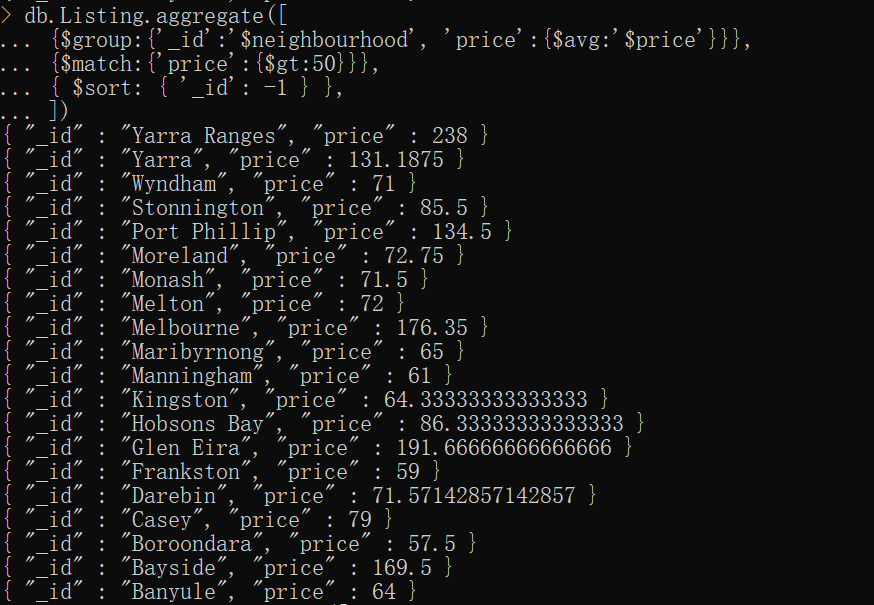 > db.Listing.aggregate([
... {$group:{'_id':'$neighbourhood', 'price':{$avg:'$price'}}},
... {$match:{'price':{$gt:50}}},
... { $sort: { '_id': -1 } },
... ])
{ "_id" : "Yarra Ranges", "price" : 238 }
{ "_id" : "Yarra", "price" : 131.1875 }
{ "_id" : "Wyndham", "price" : 71 }
{ "_id" : "Stonnington", "price" : 85.5 }
{ "_id" : "Port Phillip", "price" : 134.5 }
{ "_id" : "Moreland", "price" : 72.75 }
{ "_id" : "Monash", "price" : 71.5 }
{ "_id" : "Melton", "price" : 72 }
{ "_id" : "Melbourne", "price" : 176.35 }
{ "_id" : "Maribyrnong", "price" : 65 }
{ "_id" : "Manningham", "price" : 61 }
{ "_id" : "Kingston", "price" : 64.33333333333333 }
{ "_id" : "Hobsons Bay", "price" : 86.33333333333333 }
{ "_id" : "Glen Eira", "price" : 191.66666666666666 }
{ "_id" : "Frankston", "price" : 59 }
{ "_id" : "Darebin", "price" : 71.57142857142857 }
{ "_id" : "Casey", "price" : 79 }
{ "_id" : "Boroondara", "price" : 57.5 }
{ "_id" : "Bayside", "price" : 169.5 }
{ "_id" : "Banyule", "price" : 64 }